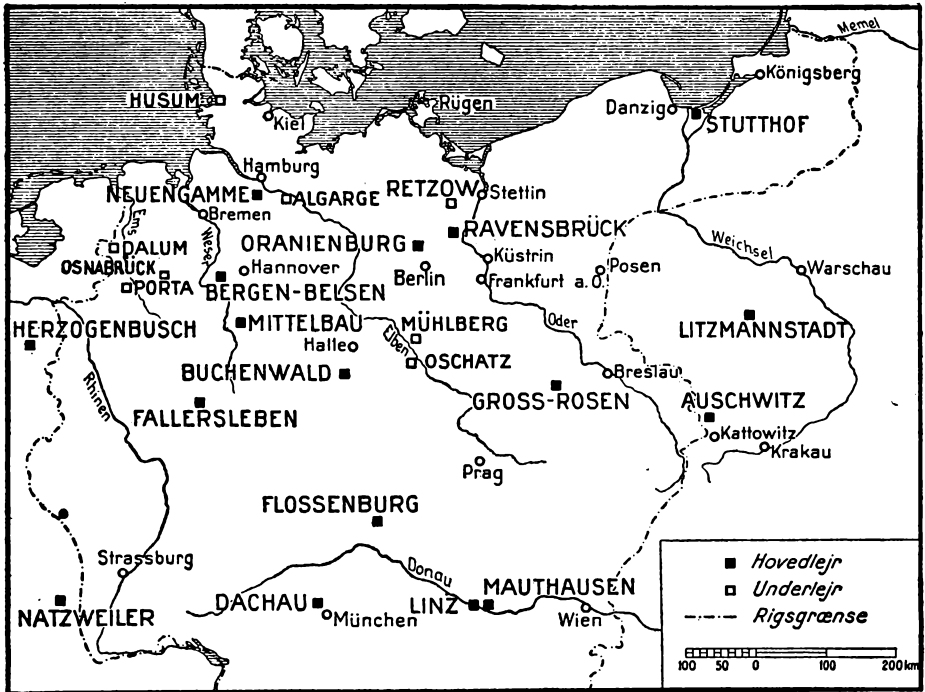 Memel
Königsberg
HUSUM
Rügen
Danzig
Kiel
STUTTHOF
Hamburg
NEUENGAMME
ALGARGE
RETZOW
Stettin
Bremen
Ems
Weser
DALUM
ORANIENBURG
RAVENSBRÜCK
Weichsel
OSNABRÜCK
Hannover
Berlin
Küstrin
Posen
Warschau
PORTA
BERGEN-BELSEN
Frankfurt a.O.
HERZOGENBUSCH
MITTELBAU
MÜHLBERG
Oder
LITZMANNSTADT
Halle
Elben
OSCHATZ
Rhinen
BUCHENWALD
Breslau
FALLERSLEBEN
GROSS-ROSEN
AUSCHWITZ
Kattowitz
Krakau
Prag
FLOSSENBURG
Strassburg
Donau
MAUTHAUSEN
NATZWEILER
DACHAU
München
LINZ
Wien
Hovedlejr
Underlejr
Rigsgrænse
100 50 0 100 200 km